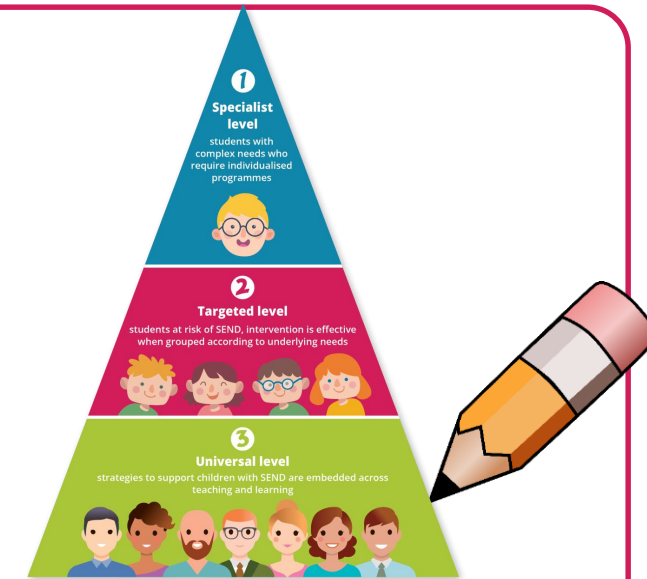 1
Specialist
level
students with
complex needs who
require individualised
programmes
2
Targeted level
students at risk of SEND, intervention is effective
when grouped according to underlying needs
3
Universal level
strategies to support children with SEND are embedded across
teaching and learning